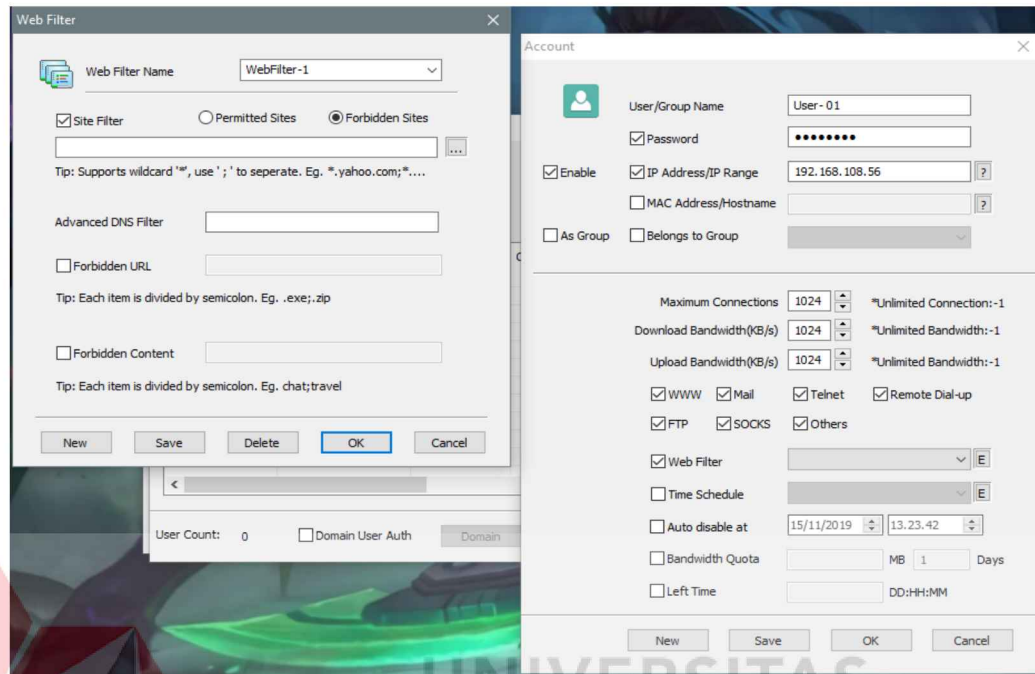 Web Filter
Web Filter Name WebFilter-1
Site Filter Permitted Sites Forbidden Sites
...
Tip: Supports wildcard '*', use ' ; ' to seperate. Eg. *.yahoo.com;*....
Advanced DNS Filter
Forbidden URL
Tip: Each item is divided by semicolon. Eg. .exe;.zip
Forbidden Content
Tip: Each item is divided by semicolon. Eg. chat;travel
New Save Delete OK Cancel
User Count: 0 Domain User Auth Domain
Account
User/Group Name User-01
Password ••••••••
Enable IP Address/IP Range 192.168.108.56 ?
MAC Address/Hostname ?
As Group Belongs to Group
Maximum Connections 1024 *Unlimited Connection:-1
Download Bandwidth(KB/s) 1024 *Unlimited Bandwidth:-1
Upload Bandwidth(KB/s) 1024 *Unlimited Bandwidth:-1
WWW Mail Telnet Remote Dial-up
FTP SOCKS Others
Web Filter E
Time Schedule E
Auto disable at 15/11/2019 13.23.42
Bandwidth Quota MB 1 Days
Left Time DD:HH:MM
New Save OK Cancel
UNIVERSITAS